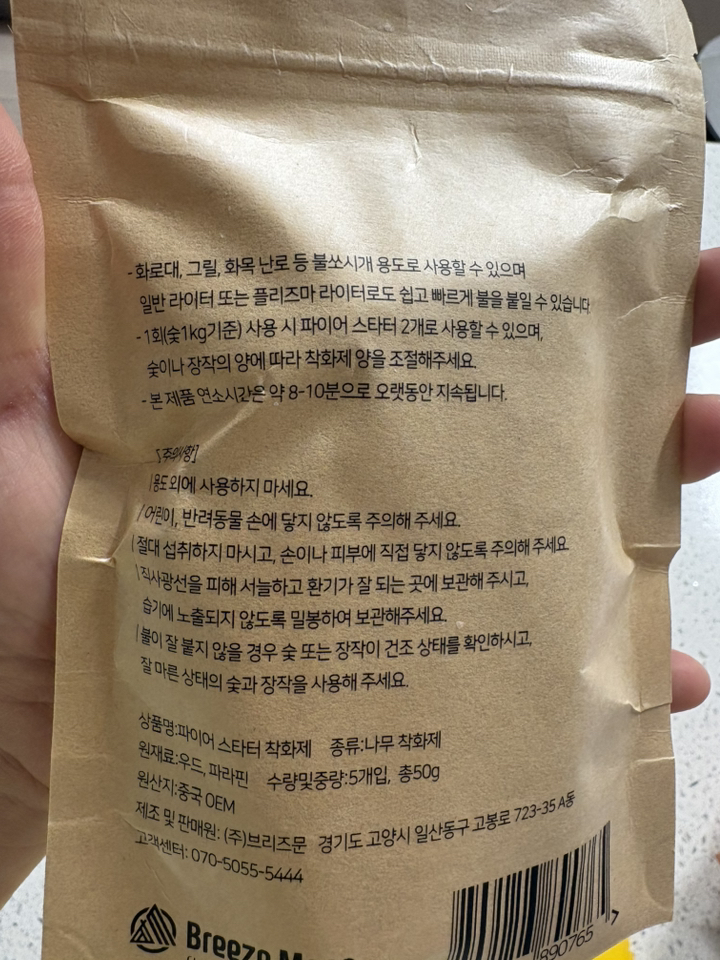 - 화로대, 그릴, 화목 난로 등 불쏘시개 용도로 사용할 수 있으며
일반 라이터 또는 플리즈마 라이터로도 쉽고 빠르게 불을 붙일 수 있습니다
- 1회(숯1kg기준) 사용 시 파이어 스타터 2개로 사용할 수 있으며,
숯이나 장작의 양에 따라 착화제 양을 조절해주세요.
- 본 제품 연소시간은 약 8-10분으로 오랫동안 지속됩니다.
[주의사항]
| 용도 외에 사용하지 마세요.
| 어린이, 반려동물 손에 닿지 않도록 주의해 주세요.
| 절대 섭취하지 마시고, 손이나 피부에 직접 닿지 않도록 주의해 주세요
| 직사광선을 피해 서늘하고 환기가 잘 되는 곳에 보관해 주시고,
습기에 노출되지 않도록 밀봉하여 보관해주세요.
| 불이 잘 붙지 않을 경우 숯 또는 장작이 건조 상태를 확인하시고,
잘 마른 상태의 숯과 장작을 사용해 주세요.
상품명:파이어 스타터 착화제 종류:나무 착화제
원재료:우드, 파라핀 수량및중량:5개입, 총50g
원산지:중국 OEM
제조 및 판매원: (주)브리즈문 경기도 고양시 일산동구 고봉로 723-35 A동
고객센터: 070-5055-5444
Breeze
890765